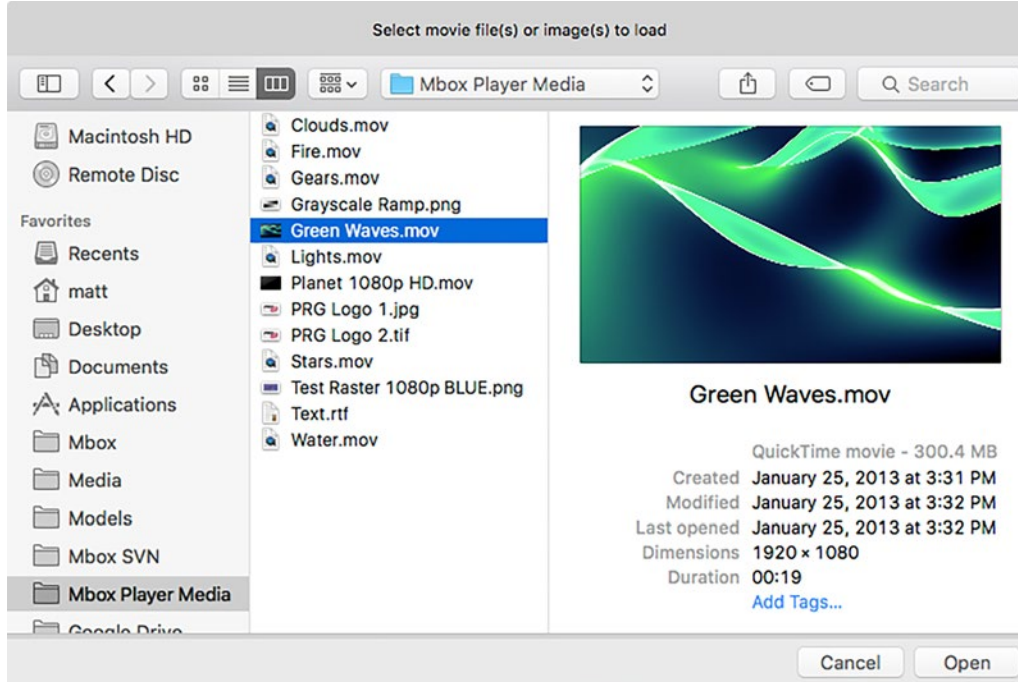 Select movie file(s) or image(s) to load
Mbox Player Media
Search
Macintosh HD
Remote Disc
Favorites
Recents
matt
Desktop
Documents
Applications
Mbox
Media
Models
Mbox SVN
Mbox Player Media
Google Drive
Clouds.mov
Fire.mov
Gears.mov
Grayscale Ramp.png
Green Waves.mov
Lights.mov
Planet 1080p HD.mov
PRG Logo 1.jpg
PRG Logo 2.tif
Stars.mov
Test Raster 1080p BLUE.png
Text.rtf
Water.mov
Green Waves.mov
QuickTime movie - 300.4 MB
Created January 25, 2013 at 3:31 PM
Modified January 25, 2013 at 3:32 PM
Last opened January 25, 2013 at 3:32 PM
Dimensions 1920 × 1080
Duration 00:19
Add Tags...
Cancel Open